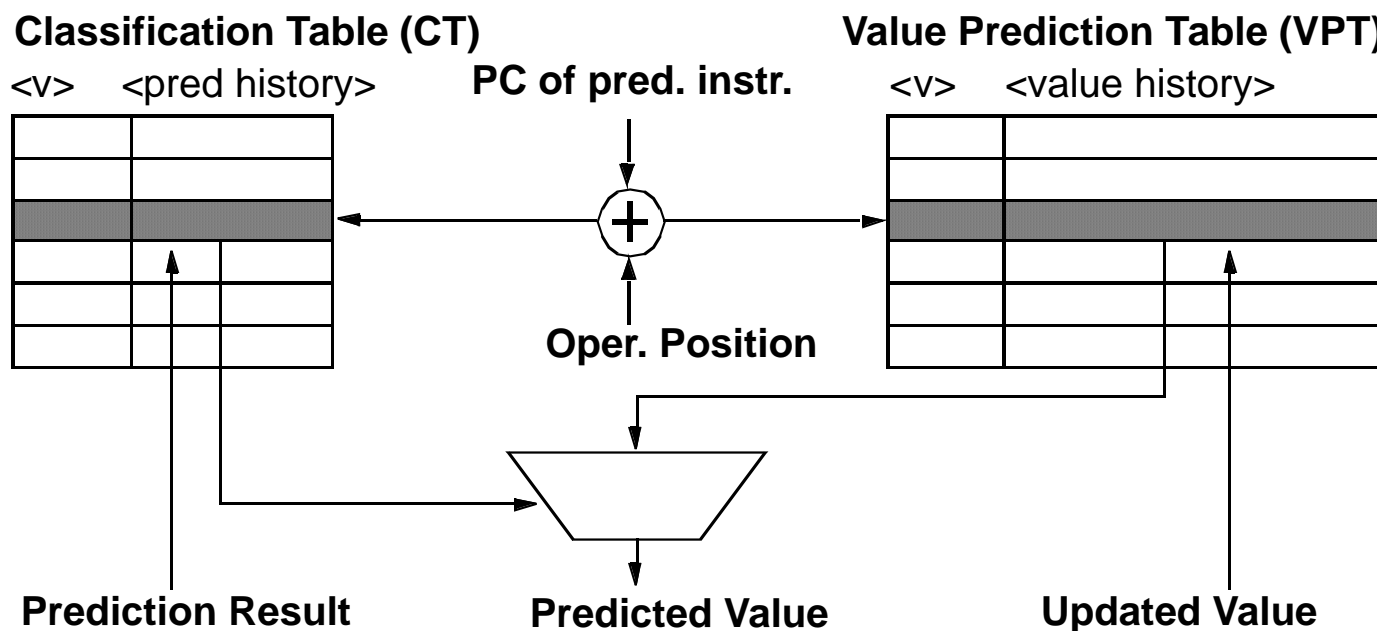 Classification Table (CT)
Value Prediction Table (VPT)
<v> <pred history>
PC of pred. instr.
<v> <value history>
+
Oper. Position
Prediction Result
Predicted Value
Updated Value